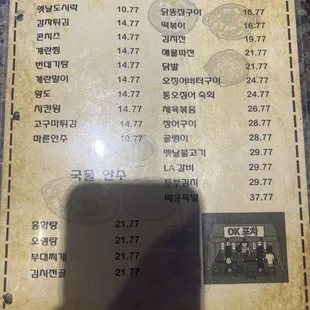 옛날도시락 10.77
감자튀김 14.77
콘치즈 14.77
계란찜 14.77
번데기탕 14.77
계란말이 14.77
황도 14.77
치킨윙 14.77
고구마튀김 14.77
마른안주 19.77
국물 안주
홍합탕 21.77
오뎅탕 21.77
부대찌개 21.77
김치전골 21.77
닭똥집구이 16.77
떡볶이 16.77
김치전 19.77
해물파전 21.77
닭발 21.77
오징어버터구이 24.77
통오징어 숙회 24.77
제육볶음 26.77
장어구이 28.77
골뱅이 28.77
옛날불고기 29.77
LA 갈비 29.77
두부김치 29.77
매운족발 37.77
OK 포차